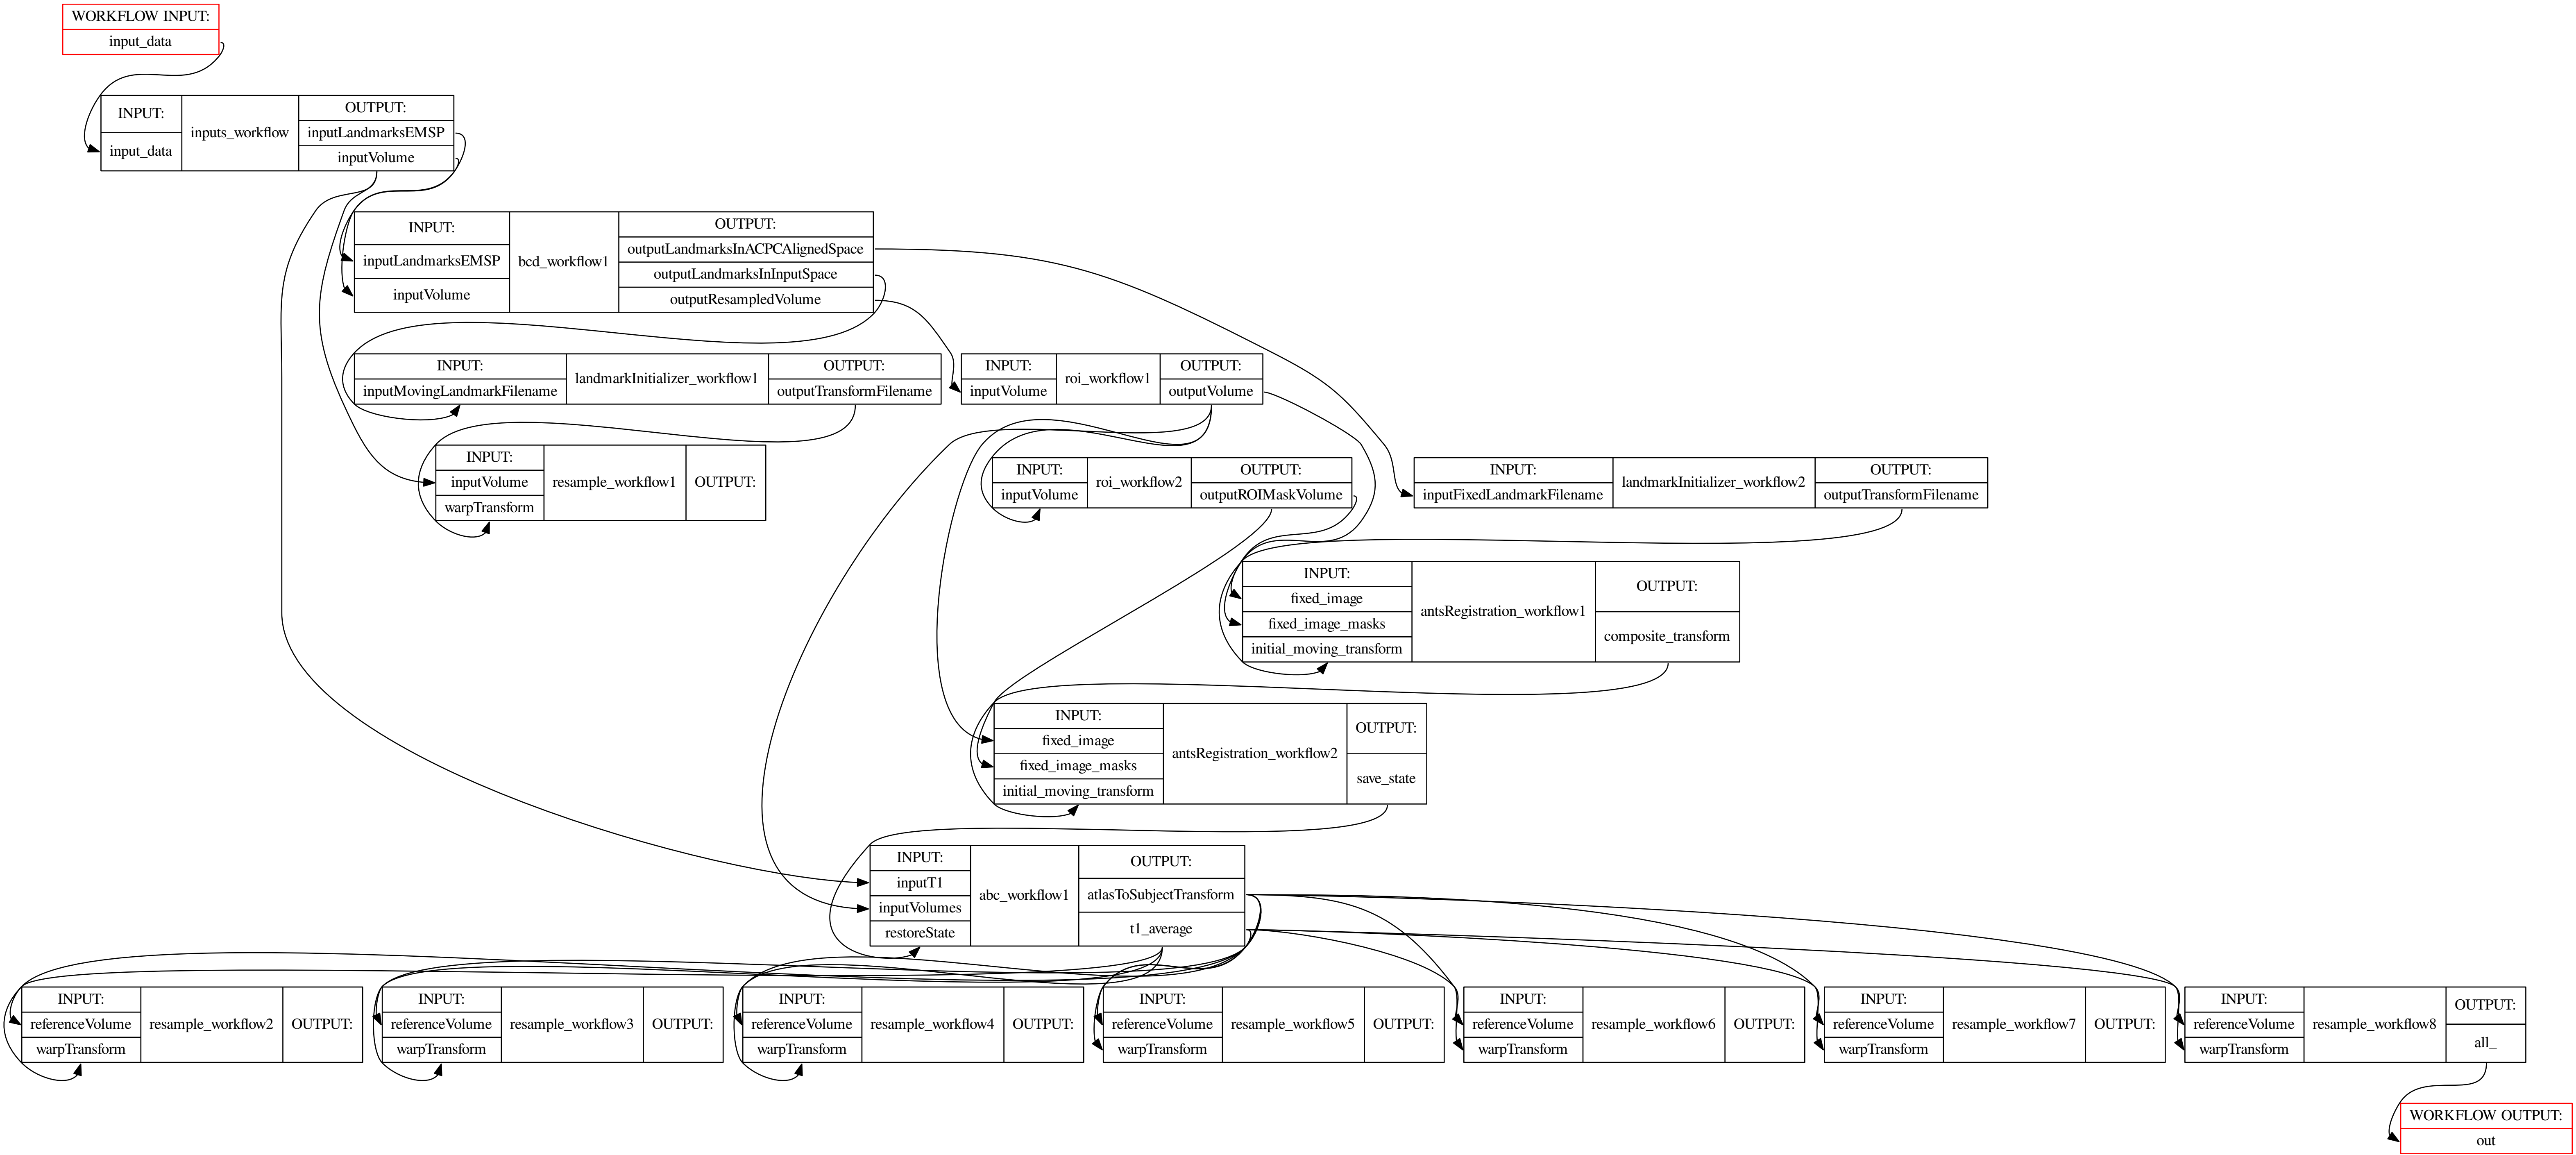 WORKFLOW INPUT:
input_data
INPUT:
input_data
inputs_workflow
OUTPUT:
inputLandmarksEMSP
inputVolume
INPUT:
inputLandmarksEMSP
inputVolume
bcd_workflow1
OUTPUT:
outputLandmarksInACPCAlignedSpace
outputLandmarksInInputSpace
outputResampledVolume
INPUT:
inputMovingLandmarkFilename
landmarkInitializer_workflow1
OUTPUT:
outputTransformFilename
INPUT:
inputVolume
roi_workflow1
OUTPUT:
outputVolume
INPUT:
inputVolume
warpTransform
resample_workflow1
OUTPUT:
INPUT:
inputVolume
roi_workflow2
OUTPUT:
outputROIMaskVolume
INPUT:
inputFixedLandmarkFilename
landmarkInitializer_workflow2
OUTPUT:
outputTransformFilename
INPUT:
fixed_image
fixed_image_masks
initial_moving_transform
antsRegistration_workflow1
OUTPUT:
composite_transform
INPUT:
fixed_image
fixed_image_masks
initial_moving_transform
antsRegistration_workflow2
OUTPUT:
save_state
INPUT:
inputT1
inputVolumes
restoreState
abc_workflow1
OUTPUT:
atlasToSubjectTransform
t1_average
INPUT:
referenceVolume
warpTransform
resample_workflow2
OUTPUT:
INPUT:
referenceVolume
warpTransform
resample_workflow3
OUTPUT:
INPUT:
referenceVolume
warpTransform
resample_workflow4
OUTPUT:
INPUT:
referenceVolume
warpTransform
resample_workflow5
OUTPUT:
INPUT:
referenceVolume
warpTransform
resample_workflow6
OUTPUT:
INPUT:
referenceVolume
warpTransform
resample_workflow7
OUTPUT:
INPUT:
referenceVolume
warpTransform
resample_workflow8
OUTPUT:
all_
WORKFLOW OUTPUT:
out